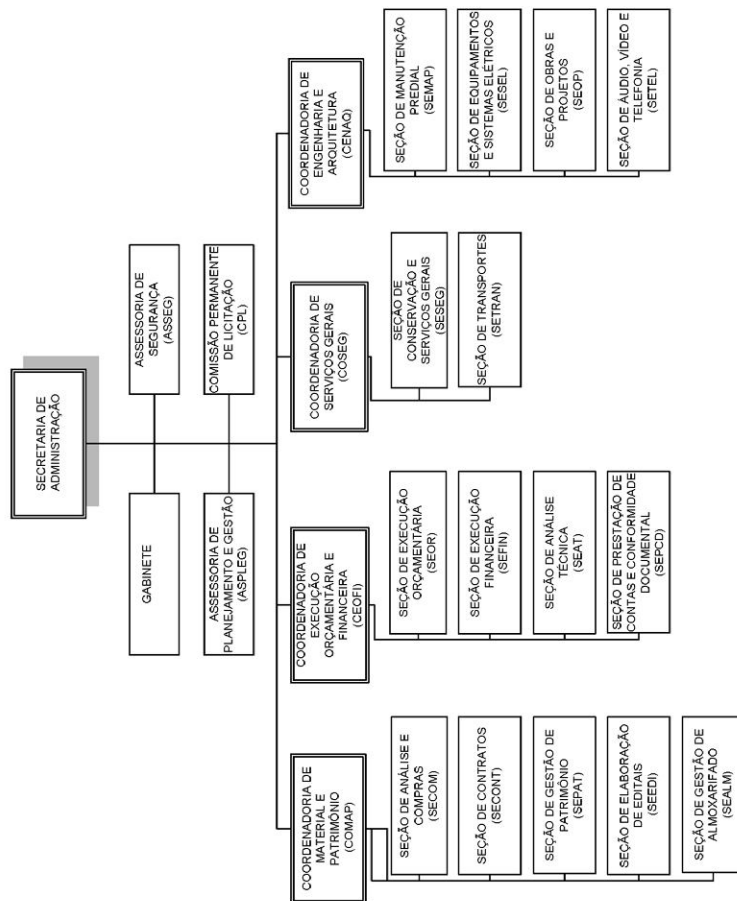 SECRETARIA DE
ADMINISTRAÇÃO
GABINETE
ASSESSORIA DE
SEGURANÇA
(ASSEG)
ASSESSORIA DE
PLANEJAMENTO E GESTÃO
(ASPLEG)
COMISSÃO PERMANENTE
DE LICITAÇÃO
(CPL)
COORDENADORIA DE
MATERIAL E
PATRIMÔNIO
(COMAP)
SEÇÃO DE ANÁLISE E
COMPRAS
(SECOM)
SEÇÃO DE CONTRATOS
(SECONT)
SEÇÃO DE GESTÃO DE
PATRIMÔNIO
(SEPAT)
SEÇÃO DE ELABORAÇÃO
DE EDITAIS
(SEEDI)
SEÇÃO DE GESTÃO DE
ALMOXARIFADO
(SEALM)
COORDENADORIA DE
EXECUÇÃO
ORÇAMENTÁRIA E
FINANCEIRA
(CEOFI)
SEÇÃO DE EXECUÇÃO
ORÇAMENTÁRIA
(SEOR)
SEÇÃO DE EXECUÇÃO
FINANCEIRA
(SEFIN)
SEÇÃO DE ANÁLISE
TÉCNICA
(SEAT)
SEÇÃO DE PRESTAÇÃO DE
CONTAS E CONFORMIDADE
DOCUMENTAL
(SEPCD)
COORDENADORIA DE
SERVIÇOS GERAIS
(COSEG)
SEÇÃO DE
CONSERVAÇÃO E
SERVIÇOS GERAIS
(SESEG)
SEÇÃO DE TRANSPORTES
(SETRAN)
COORDENADORIA DE
ENGENHARIA E
ARQUITETURA
(CENAQ)
SEÇÃO DE MANUTENÇÃO
PREDIAL
(SEMAP)
SEÇÃO DE EQUIPAMENTOS
E SISTEMAS ELÉTRICOS
(SESEL)
SEÇÃO DE OBRAS E
PROJETOS
(SEOP)
SEÇÃO DE ÁUDIO, VÍDEO E
TELEFONIA
(SETEL)